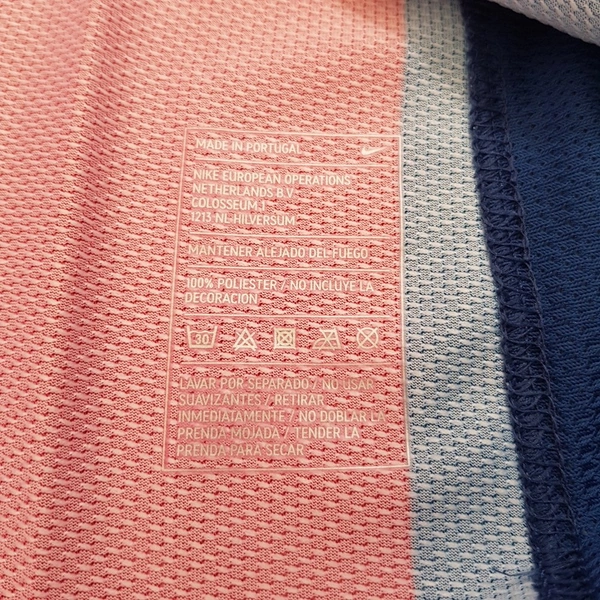 MADE IN PORTUGAL
NIKE EUROPEAN OPERATIONS
NETHERLANDS B.V.
COLOSSEUM 1
1213 NL-HILVERSUM
MANTENER ALEJADO DEL FUEGO
100% POLIESTER / NO INCLUYE LA
DECORACION
30
LAVAR POR SEPARADO / NO USAR
SUAVIZANTES / RETIRAR
INMEDIATAMENTE / NO DOBLAR LA
PRENDA MOJADA / TENDER LA
PRENDA PARA SECAR